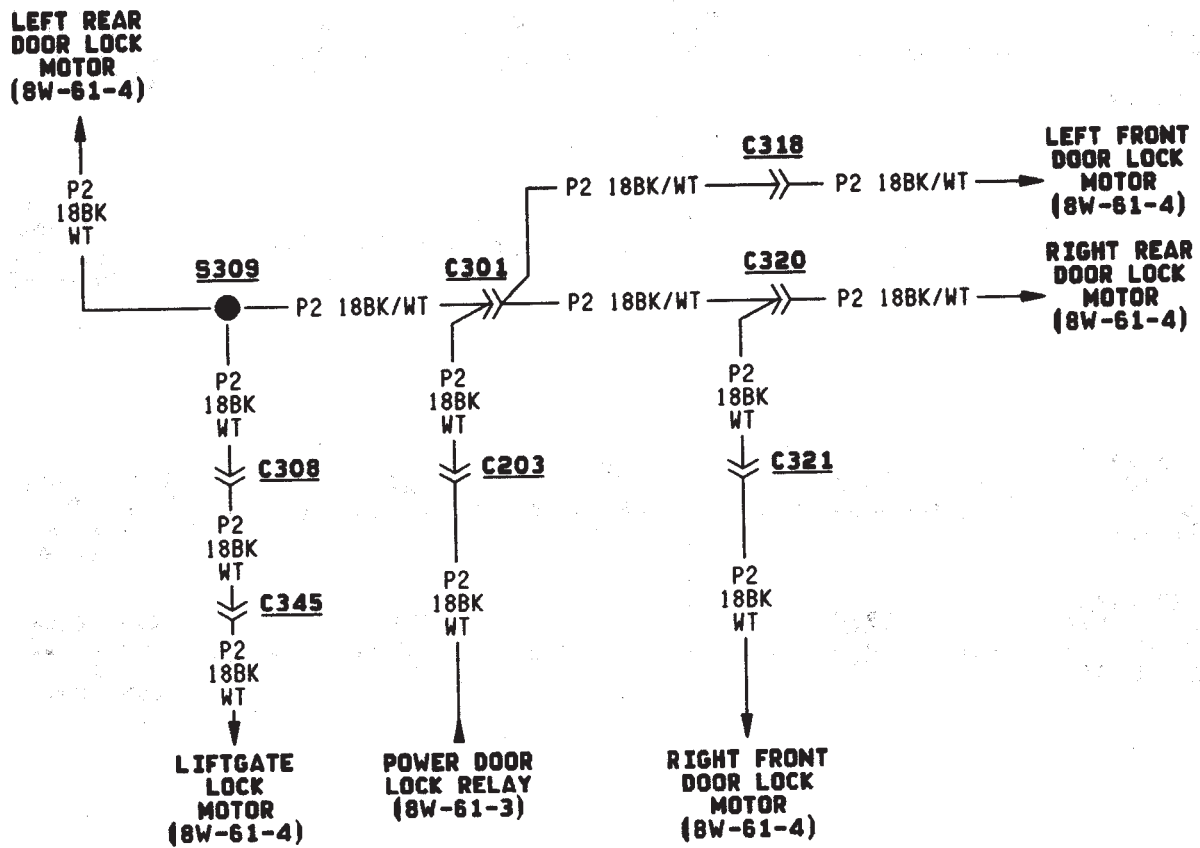 LEFT REAR
DOOR LOCK
MOTOR
(8W-61-4)
P2
18BK
WT
S309
P2 18BK/WT
C301
P2 18BK/WT
C318
P2 18BK/WT
LEFT FRONT
DOOR LOCK
MOTOR
(8W-61-4)
P2 18BK/WT
C320
P2 18BK/WT
RIGHT REAR
DOOR LOCK
MOTOR
(8W-61-4)
P2
18BK
WT
C308
P2
18BK
WT
C345
P2
18BK
WT
LIFTGATE
LOCK
MOTOR
(8W-61-4)
P2
18BK
WT
C203
P2
18BK
WT
POWER DOOR
LOCK RELAY
(8W-61-3)
P2
18BK
WT
C321
P2
18BK
WT
RIGHT FRONT
DOOR LOCK
MOTOR
(8W-61-4)